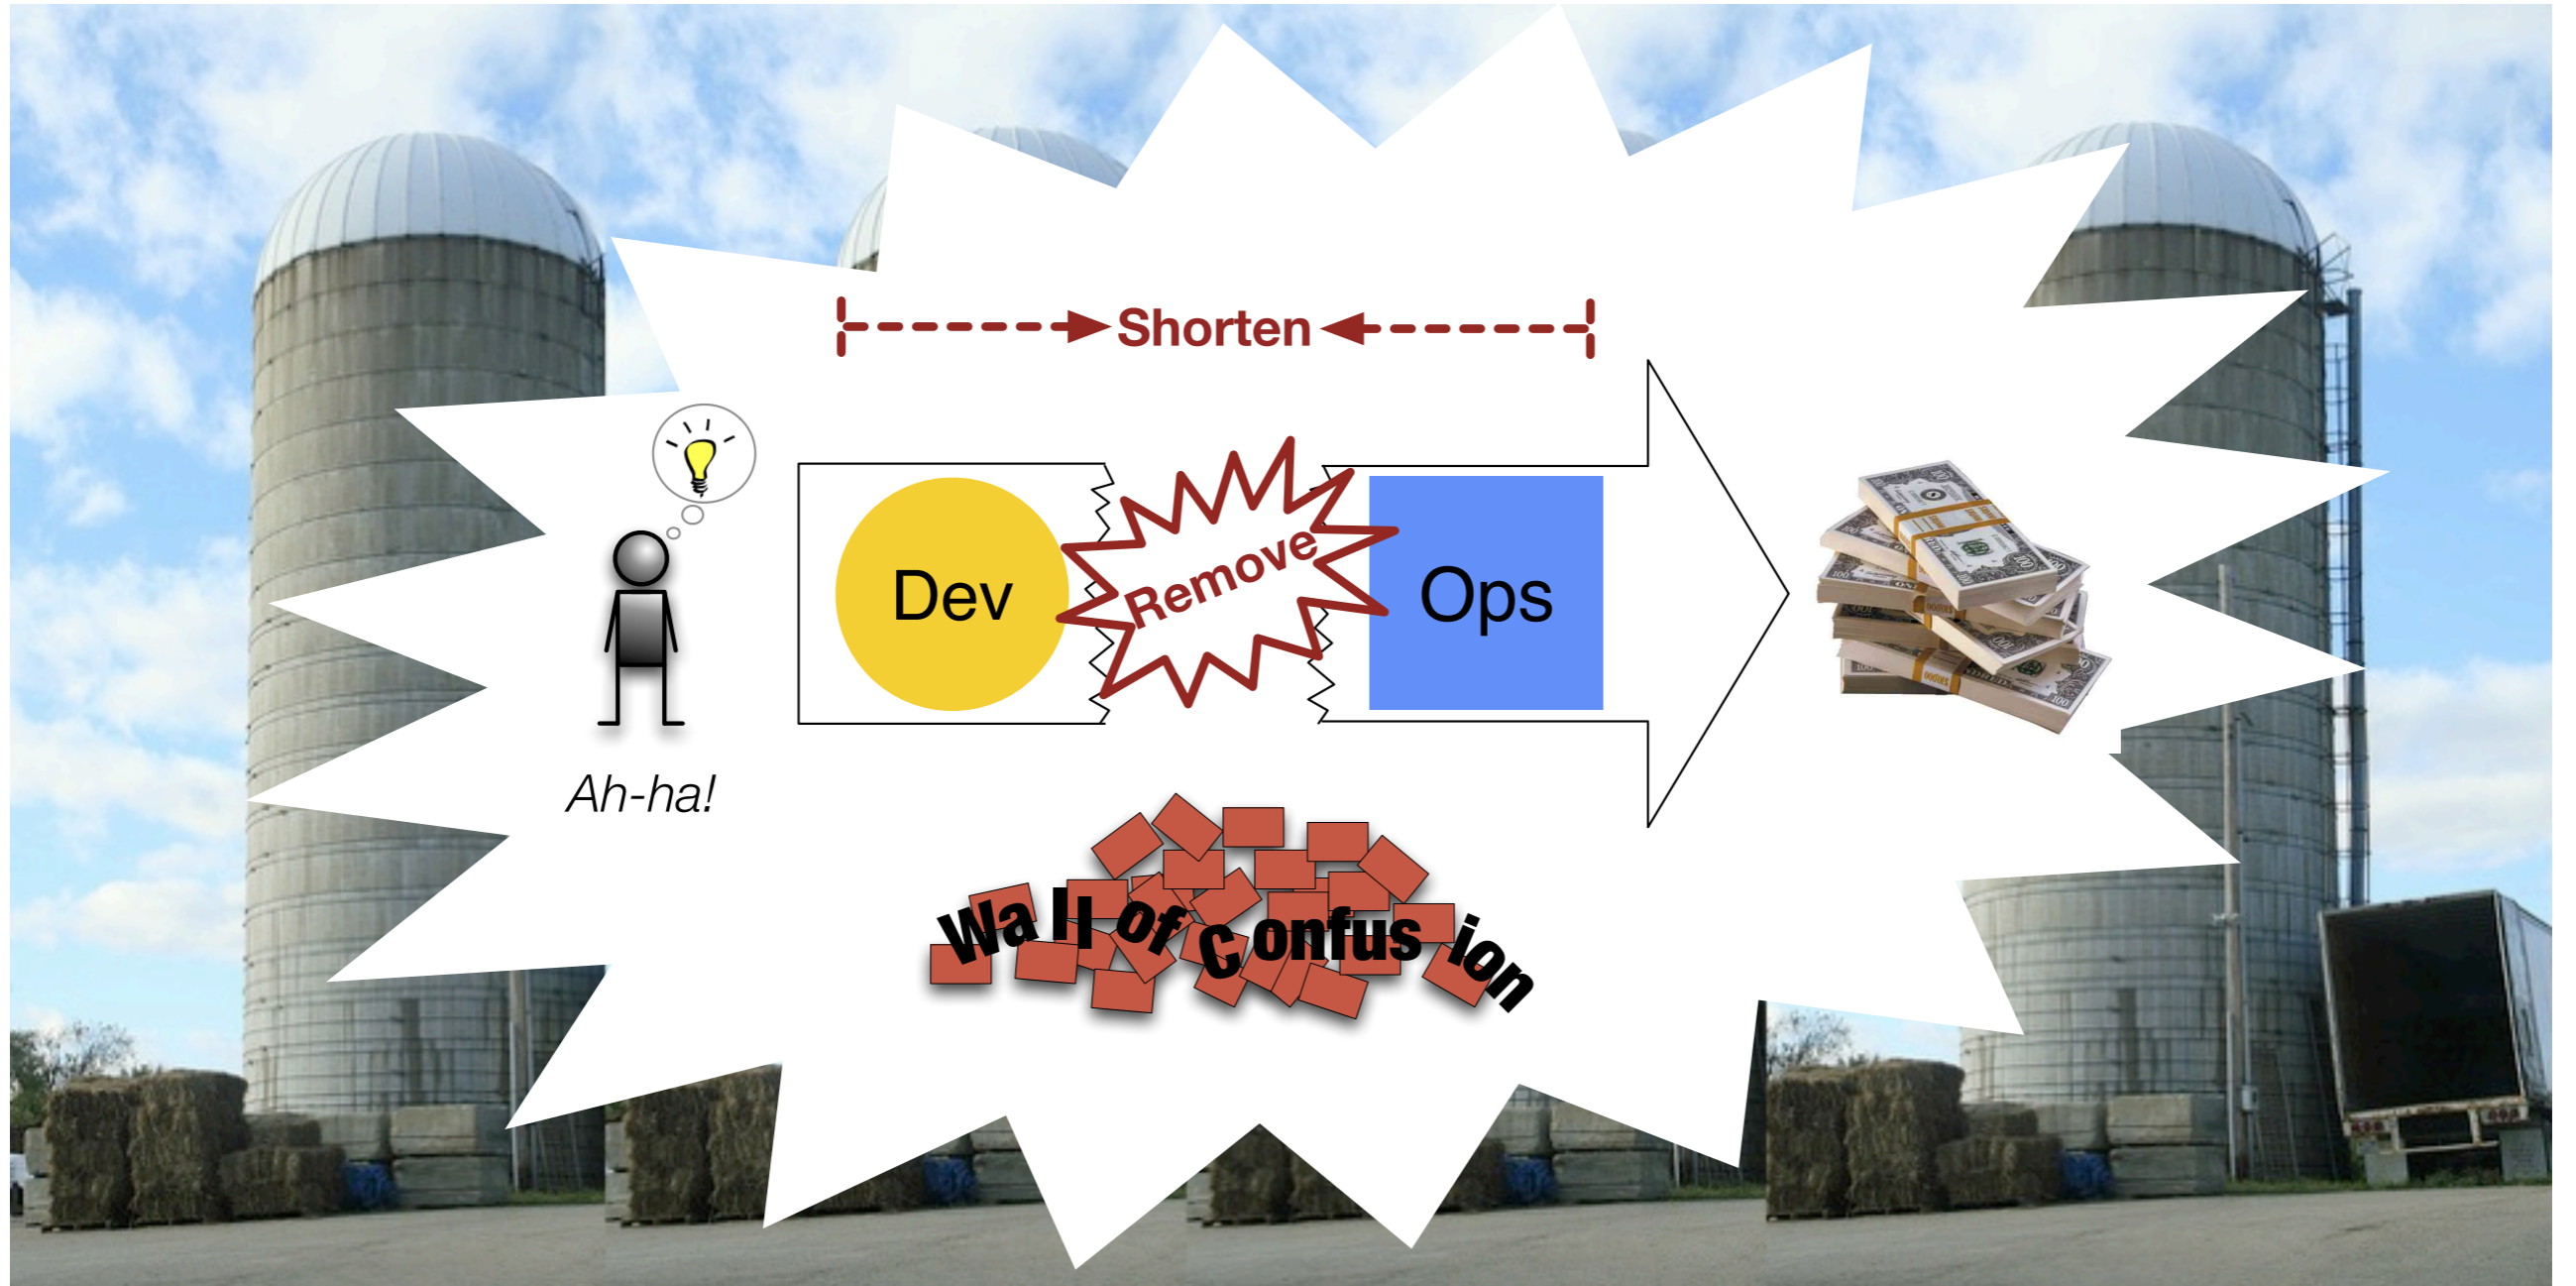 Shorten
Dev
Remove
Ops
Ah-ha!
Wall of Confusion